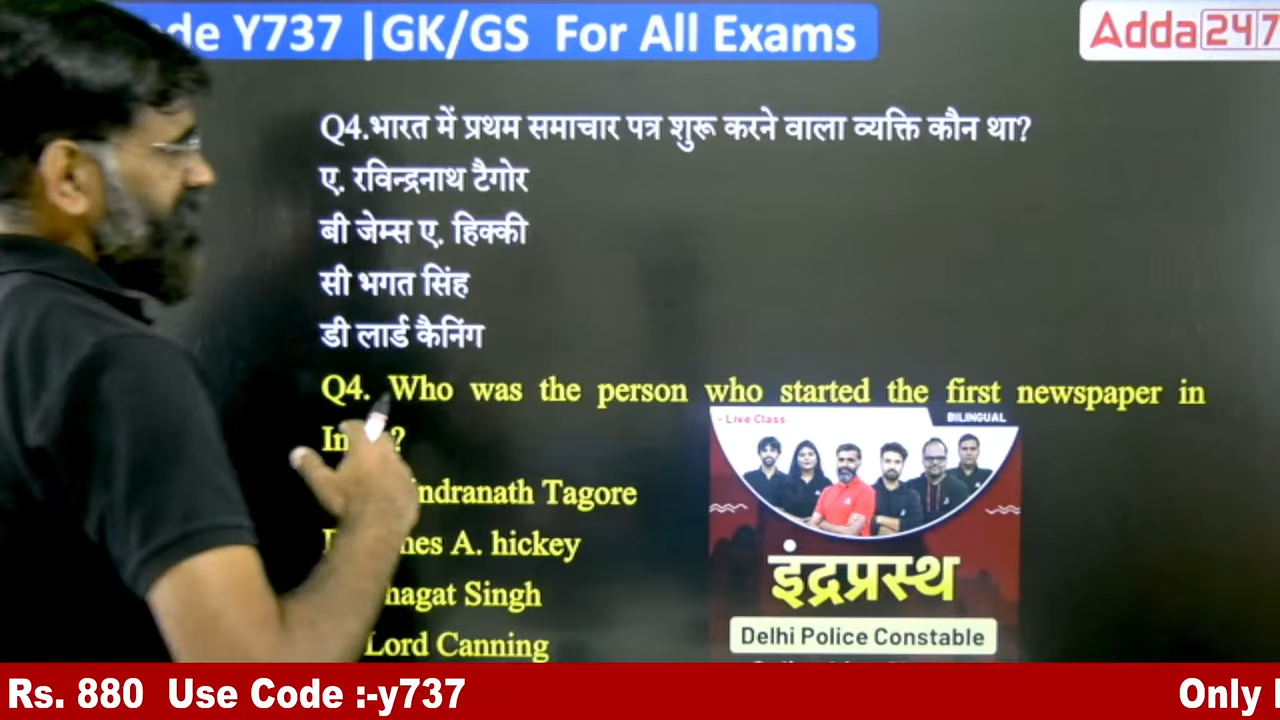 de Y737 |GK/GS For All Exams
Adda247
Q4.भारत में प्रथम समाचार पत्र शुरू करने वाला व्यक्ति कौन था?
ए. रविन्द्रनाथ टैगोर
बी जेम्स ए. हिक्की
सी भगत सिंह
डी लार्ड कैनिंग
Q4. Who was the person who started the first newspaper in
In ?
indranath Tagore
mes A. hickey
hagat Singh
Lord Canning
- Live Class
BILINGUAL
इंद्रप्रस्थ
Delhi Police Constable
Rs. 880 Use Code :-y737
Only